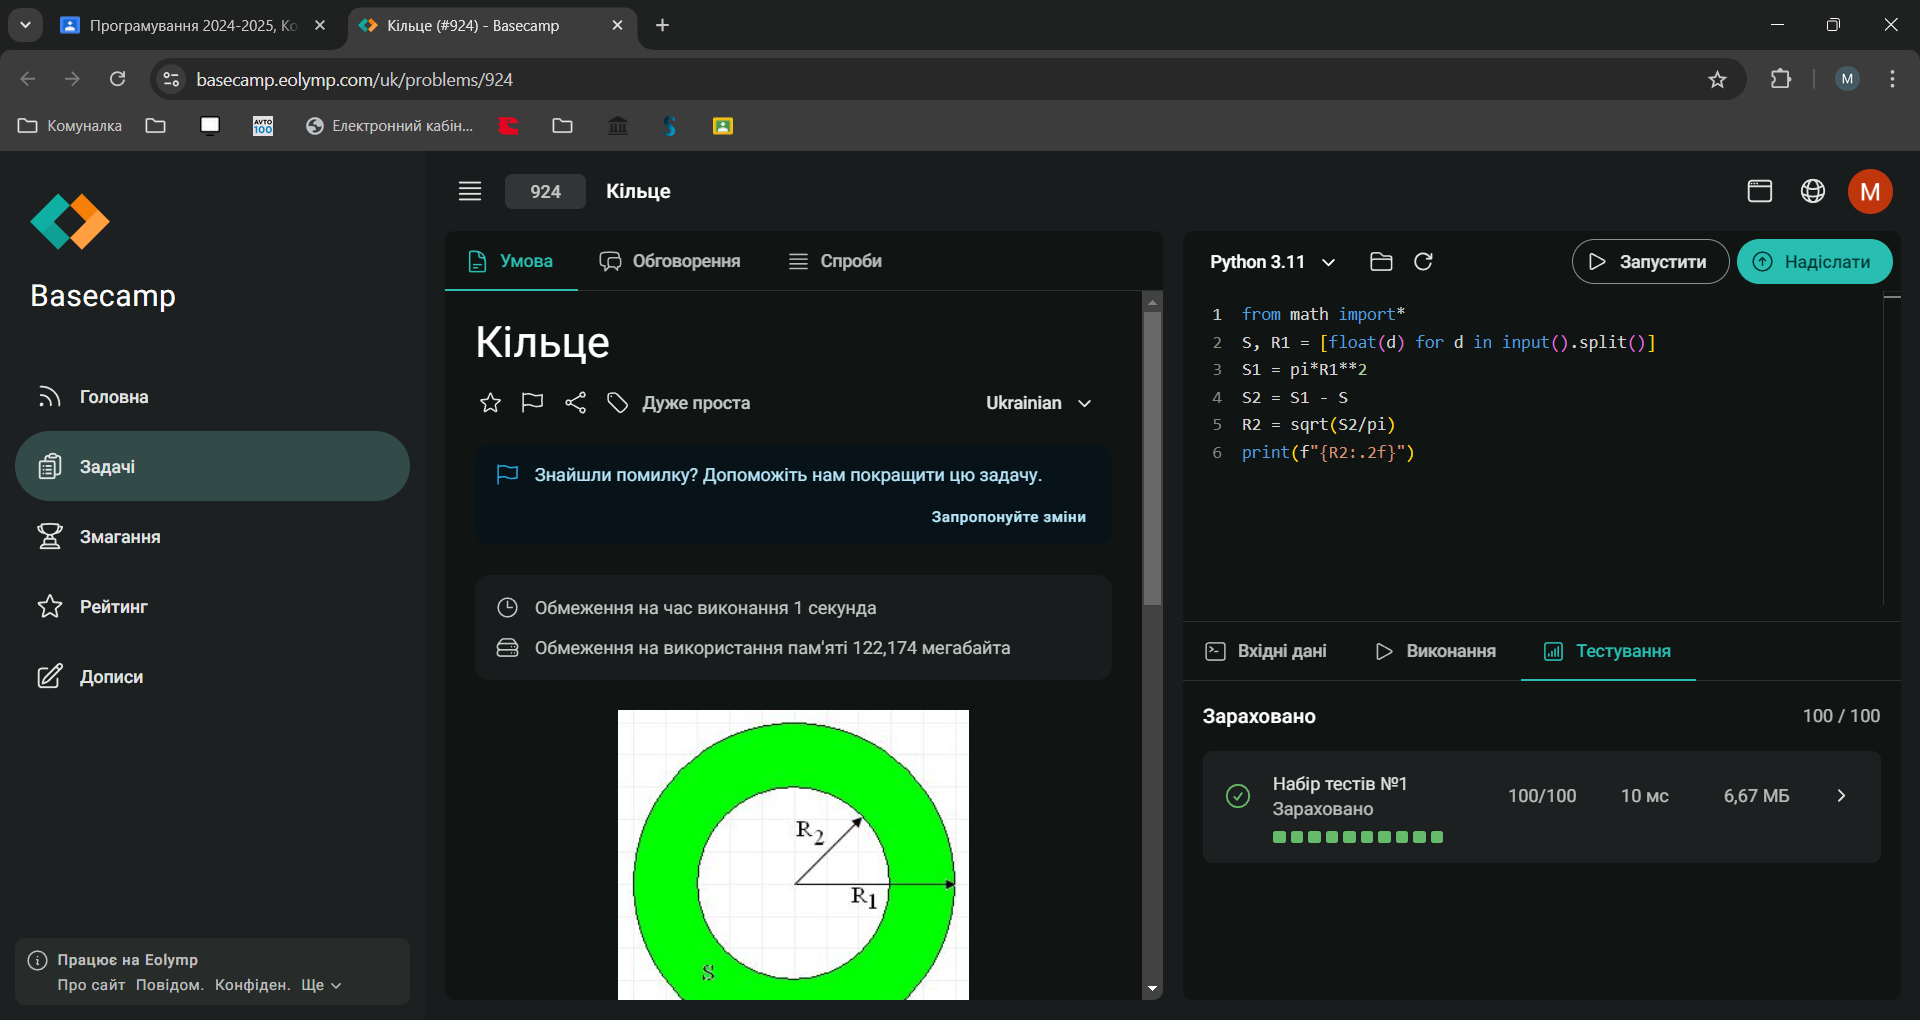 Програмування 2024-2025, Ко
Кільце (#924) - Basecamp
basecamp.eolymp.com/uk/problems/924
M
Комуналка
AVTO
100
Електронний кабін...
Basecamp
Головна
Задачі
Змагання
Рейтинг
Дописи
Працює на Eolymp
Про сайт Повідом. Конфіден. Ще
924 Кільце
M
Умова Обговорення Спроби
Кільце
Дуже проста
Ukrainian
Знайшли помилку? Допоможіть нам покращити цю задачу.
Запропонуйте зміни
Обмеження на час виконання 1 секунда
Обмеження на використання пам'яті 122,174 мегабайта
R2
R1
S
Python 3.11
Запустити
Надіслати
1 from math import*
2 S, R1 = [float(d) for d in input().split()]
3 S1 = pi*R1**2
4 S2 = S1 - S
5 R2 = sqrt(S2/pi)
6 print(f"{R2:.2f}")
Вхідні дані Виконання Тестування
Зараховано 100 / 100
Набір тестів №1
Зараховано
100/100 10 мс 6,67 МБ